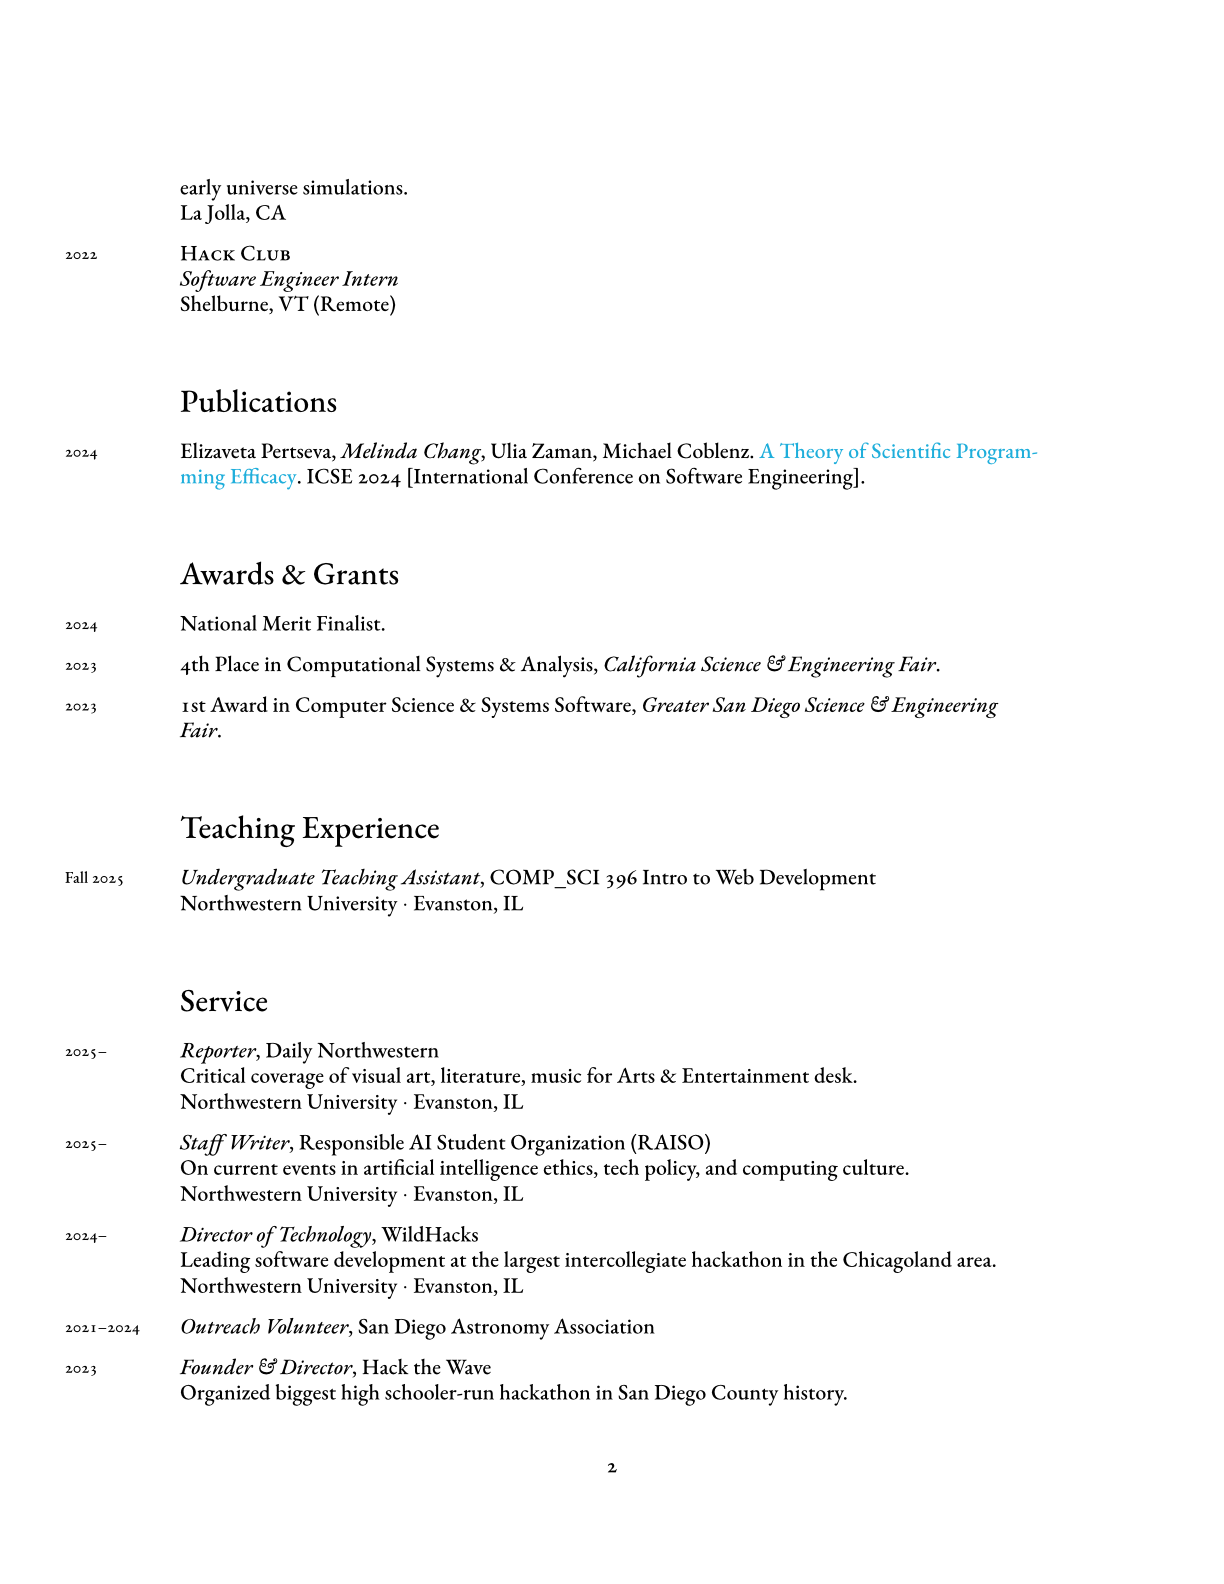 early universe simulations.
La Jolla, CA
2022 Hack Club
Software Engineer Intern
Shelburne, VT (Remote)
Publications
2024 Elizaveta Pertseva, Melinda Chang, Ulia Zaman, Michael Coblenz. A Theory of Scientific Program-
ming Efficacy. ICSE 2024 [International Conference on Software Engineering].
Awards & Grants
2024 National Merit Finalist.
2023 4th Place in Computational Systems & Analysis, California Science & Engineering Fair.
2023 1st Award in Computer Science & Systems Software, Greater San Diego Science & Engineering
Fair.
Teaching Experience
Fall 2025 Undergraduate Teaching Assistant, COMP_SCI 396 Intro to Web Development
Northwestern University · Evanston, IL
Service
2025– Reporter, Daily Northwestern
Critical coverage of visual art, literature, music for Arts & Entertainment desk.
Northwestern University · Evanston, IL
2025– Staff Writer, Responsible AI Student Organization (RAISO)
On current events in artificial intelligence ethics, tech policy, and computing culture.
Northwestern University · Evanston, IL
2024– Director of Technology, WildHacks
Leading software development at the largest intercollegiate hackathon in the Chicagoland area.
Northwestern University · Evanston, IL
2021–2024 Outreach Volunteer, San Diego Astronomy Association
2023 Founder & Director, Hack the Wave
Organized biggest high schooler-run hackathon in San Diego County history.
2